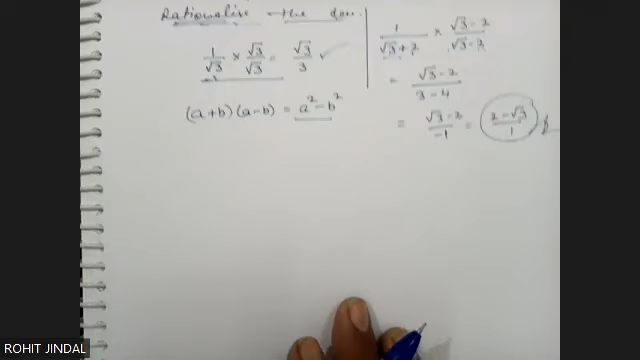 Rationalise the den.
1/√3 × √3/√3 = √3/3 ✓
(a+b)(a-b) = a²-b²
1/(√3+2) × (√3-2)/(√3-2)
= (√3-2)/(3-4)
= (√3-2)/-1 = (2-√3)/1
ROHIT JINDAL